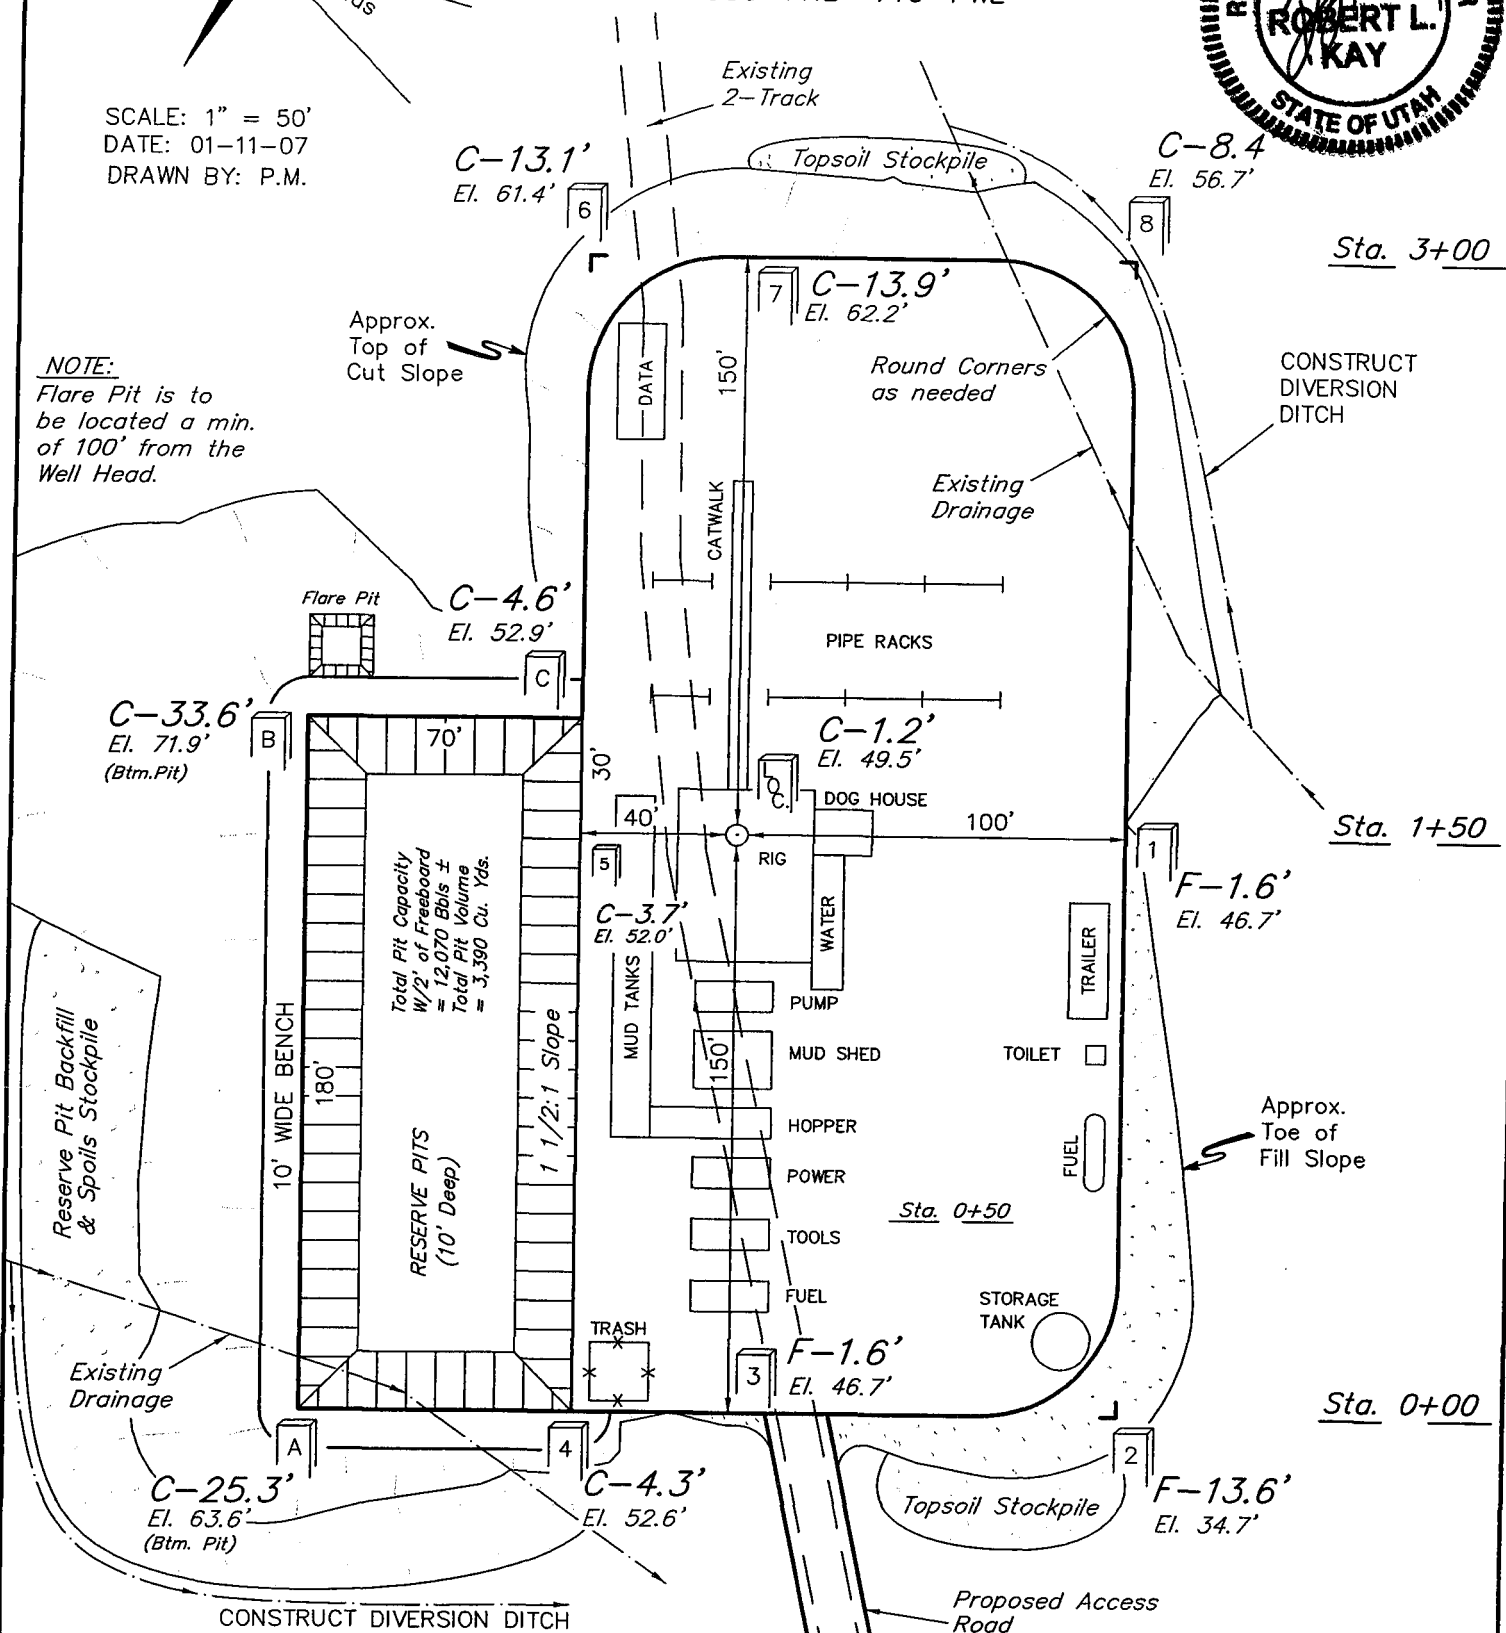 ROBERT L.
KAY
STATE OF UTAH
SCALE: 1" = 50'
DATE: 01-11-07
DRAWN BY: P.M.
Existing
2-Track
C-13.1'
El. 61.4'
6
Topsoil Stockpile
C-8.4'
El. 56.7'
8
Sta. 3+00
7
C-13.9'
El. 62.2'
Approx.
Top of
Cut Slope
DATA
150'
Round Corners
as needed
CONSTRUCT
DIVERSION
DITCH
NOTE:
Flare Pit is to
be located a min.
of 100' from the
Well Head.
CATWALK
Existing
Drainage
Flare Pit
C-4.6'
El. 52.9'
C
PIPE RACKS
C-33.6'
El. 71.9'
(Btm.Pit)
B
70'
30'
C-1.2'
El. 49.5'
LOC.
DOG HOUSE
40'
100'
RIG
Sta. 1+50
1
F-1.6'
El. 46.7'
5
C-3.7'
El. 52.0'
WATER
TRAILER
Total Pit Capacity
W/2' of Freeboard
= 12,070 Bbls ±
Total Pit Volume
= 3,390 Cu. Yds.
MUD TANKS
PUMP
MUD SHED
150'
TOILET
HOPPER
Reserve Pit Backfill
& Spoils Stockpile
10' WIDE BENCH
180'
1 1/2:1 Slope
RESERVE PITS
(10' Deep)
POWER
FUEL
Approx.
Toe of
Fill Slope
Sta. 0+50
TOOLS
FUEL
STORAGE
TANK
TRASH
Existing
Drainage
3
F-1.6'
El. 46.7'
Sta. 0+00
A
4
2
C-25.3'
El. 63.6'
(Btm. Pit)
C-4.3'
El. 52.6'
Topsoil Stockpile
F-13.6'
El. 34.7'
CONSTRUCT DIVERSION DITCH
Proposed Access
Road